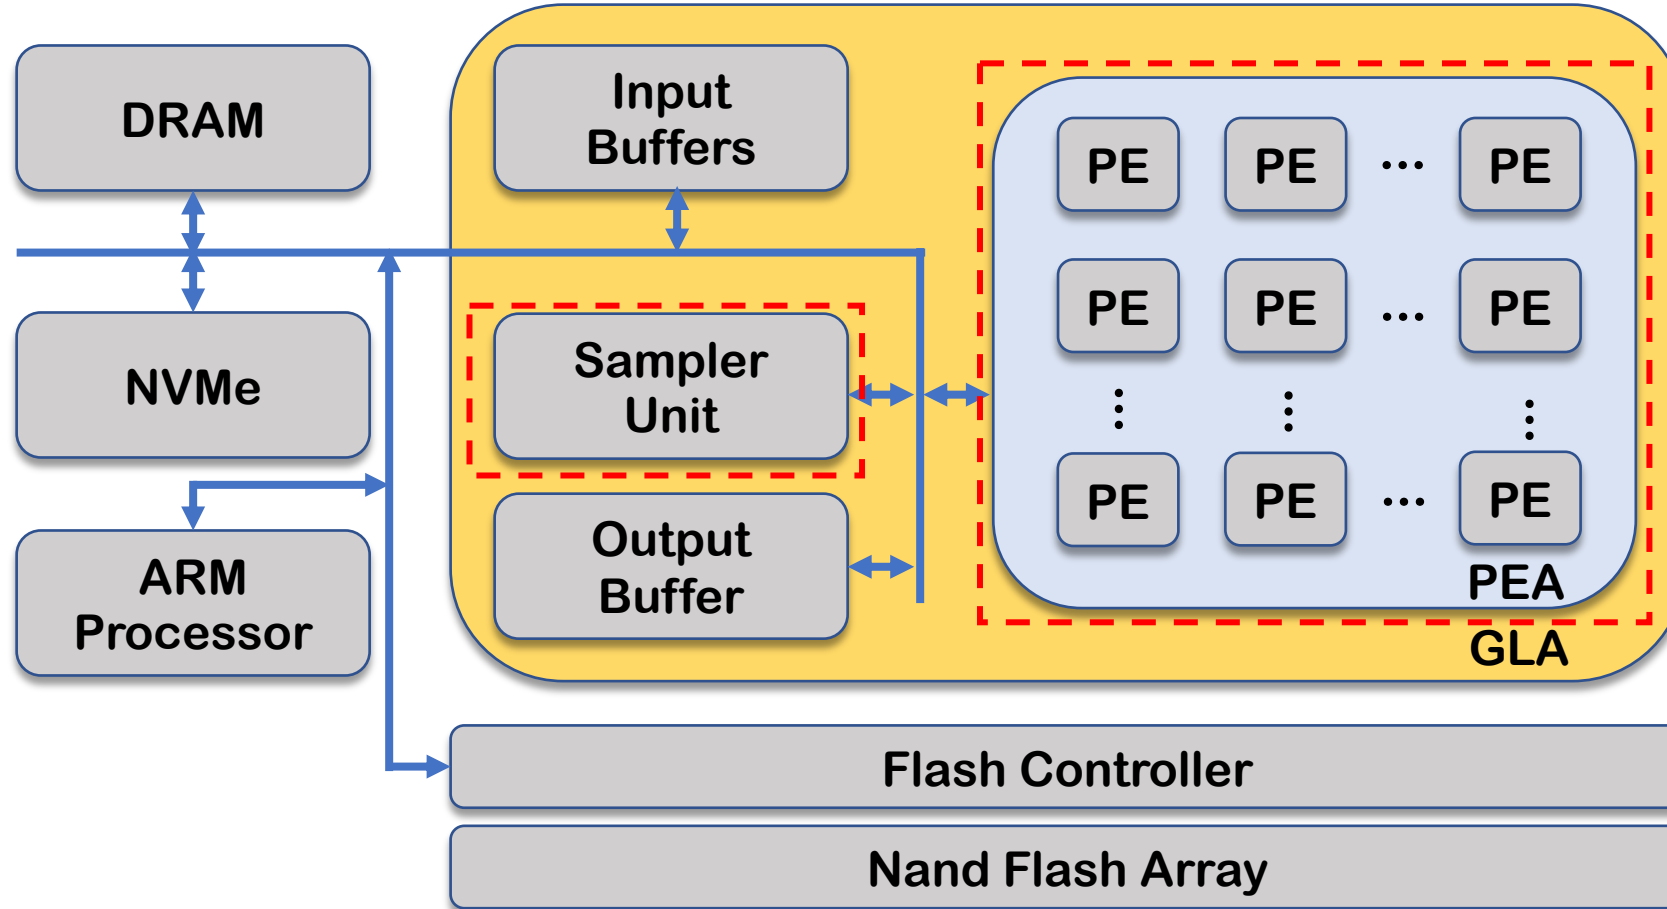 DRAM
NVMe
ARM
Processor
Input
Buffers
Sampler
Unit
Output
Buffer
PE PE ... PE
PE PE ... PE
PE PE ... PE
PEA
GLA
Flash Controller
Nand Flash Array